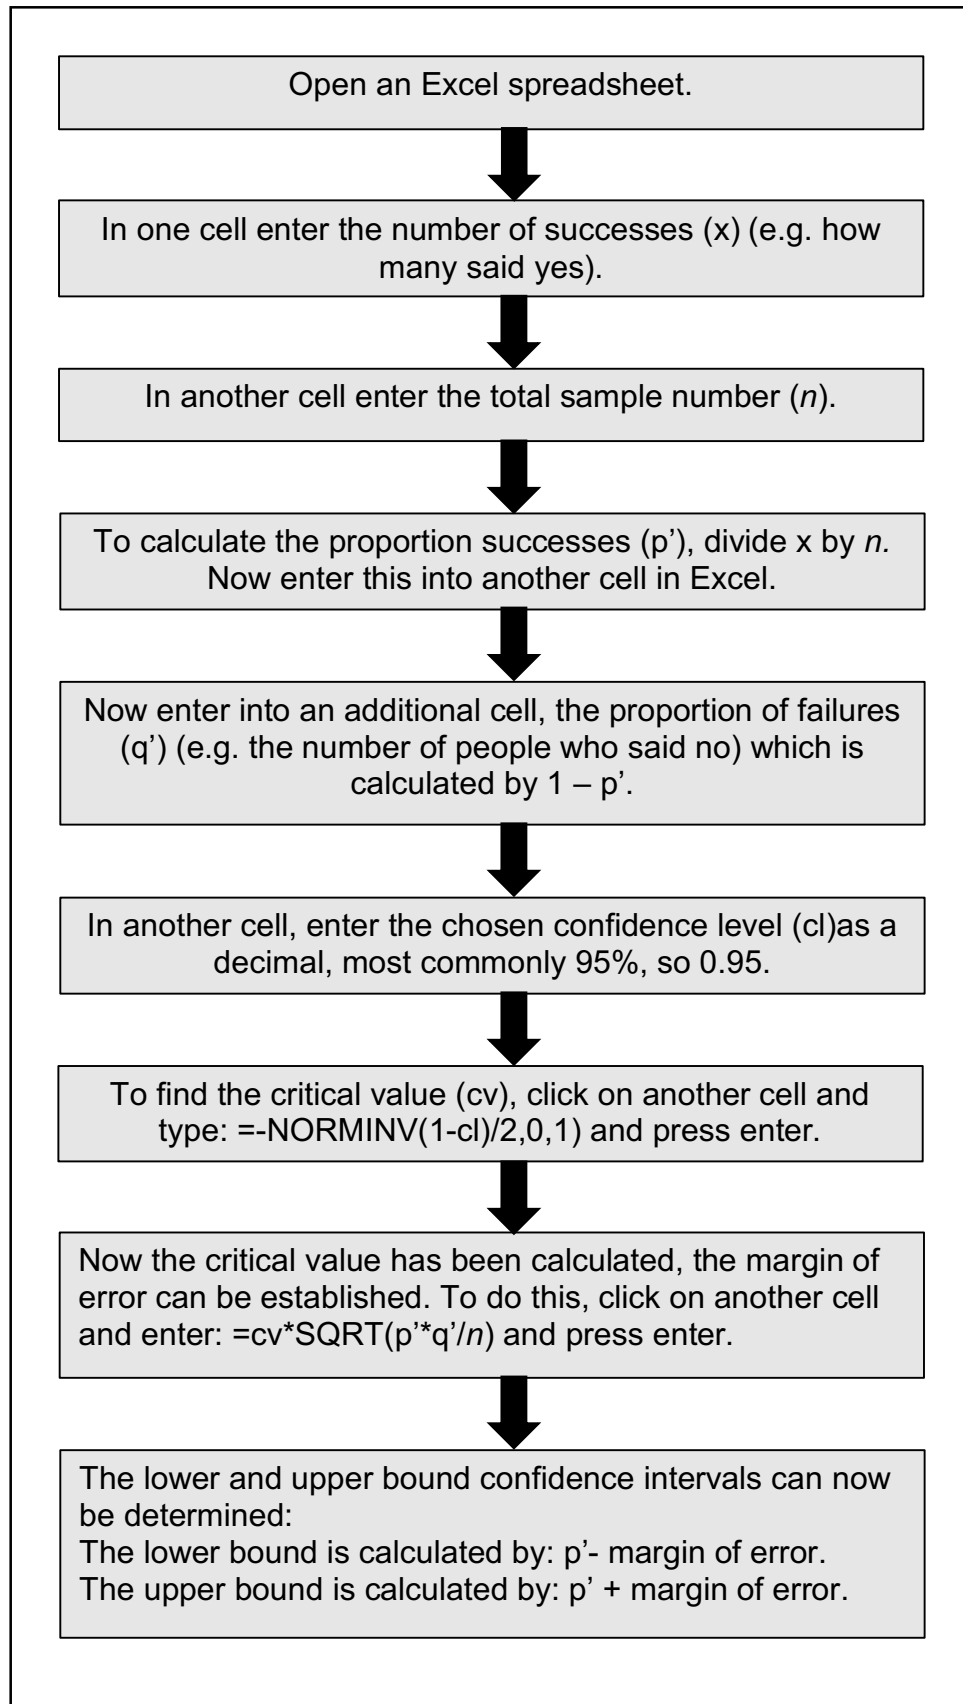 Open an Excel spreadsheet.
In one cell enter the number of successes (x) (e.g. how
many said yes).
In another cell enter the total sample number (n).
To calculate the proportion successes (p’), divide x by n.
Now enter this into another cell in Excel.
Now enter into an additional cell, the proportion of failures
(q’) (e.g. the number of people who said no) which is
calculated by 1 – p’.
In another cell, enter the chosen confidence level (cl)as a
decimal, most commonly 95%, so 0.95.
To find the critical value (cv), click on another cell and
type: =-NORMINV(1-cl)/2,0,1) and press enter.
Now the critical value has been calculated, the margin of
error can be established. To do this, click on another cell
and enter: =cv*SQRT(p’*q’/n) and press enter.
The lower and upper bound confidence intervals can now
be determined:
The lower bound is calculated by: p’- margin of error.
The upper bound is calculated by: p’ + margin of error.